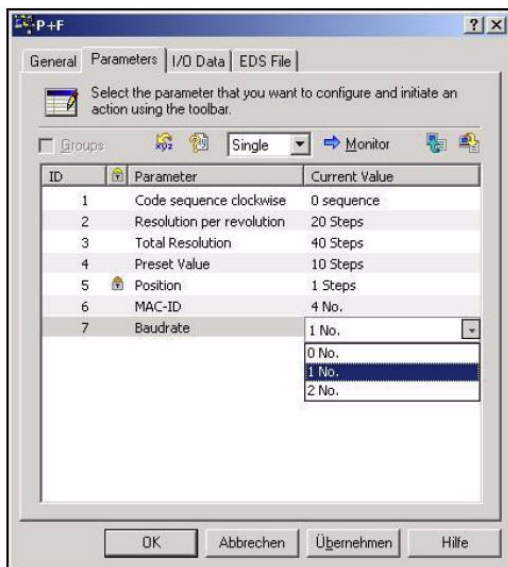 P+F
General Parameters I/O Data EDS File
Select the parameter that you want to configure and initiate an
action using the toolbar.
Groups Single Monitor
ID Parameter Current Value
1 Code sequence clockwise 0 sequence
2 Resolution per revolution 20 Steps
3 Total Resolution 40 Steps
4 Preset Value 10 Steps
5 Position 1 Steps
6 MAC-ID 4 No.
7 Baudrate 1 No.
0 No.
1 No.
2 No.
OK Abbrechen Übernehmen Hilfe